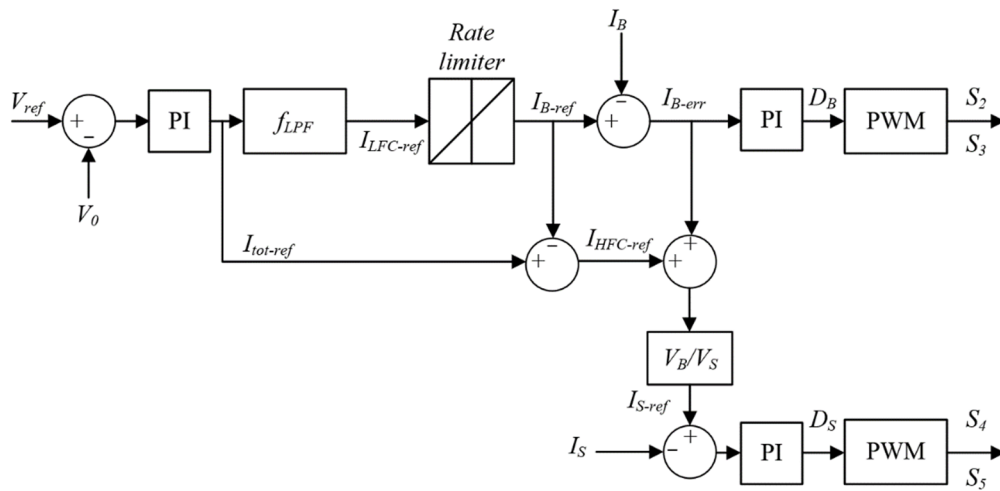 I_B
Rate
limiter
V_ref
+
−
PI
f_LPF
I_LFC-ref
I_B-ref
−
+
I_B-err
PI
D_B
PWM
S_2
S_3
V_0
I_tot-ref
−
+
I_HFC-ref
+
+
V_B/V_S
I_S-ref
I_S
+
−
PI
D_S
PWM
S_4
S_5